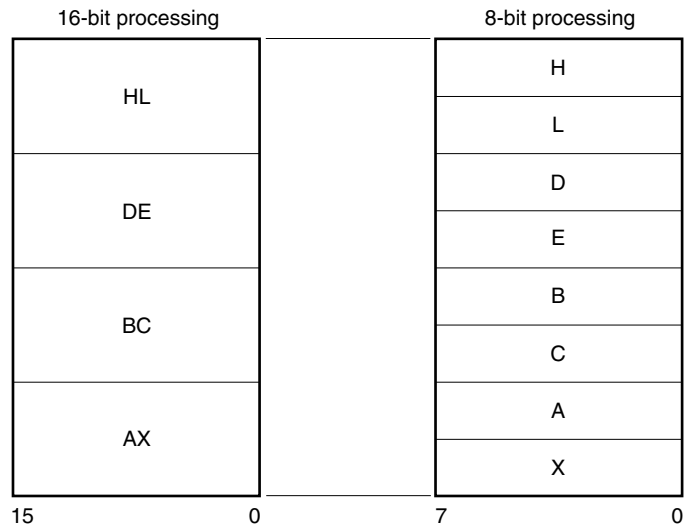 16-bit processing
8-bit processing
HL
DE
BC
AX
H
L
D
E
B
C
A
X
15 0
7 0